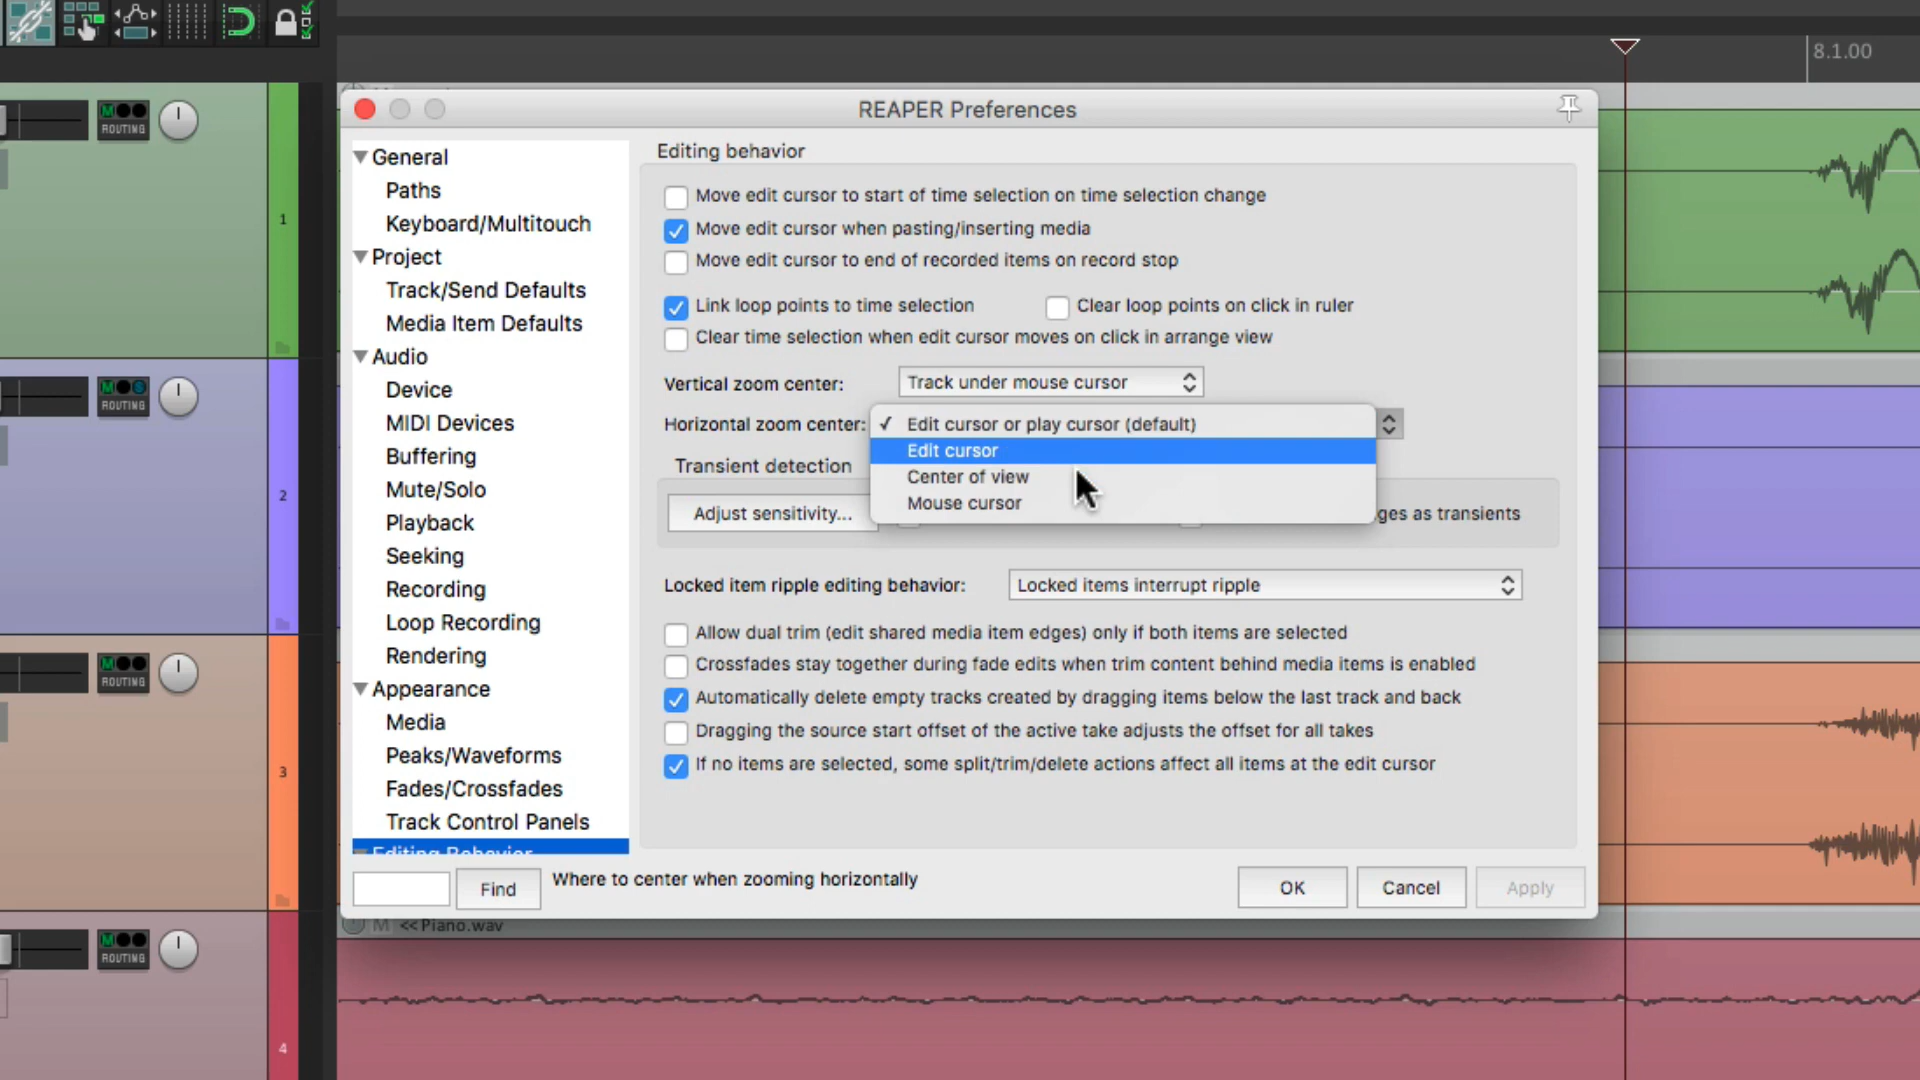 8.1.00
REAPER Preferences
General
Paths
Keyboard/Multitouch
Project
Track/Send Defaults
Media Item Defaults
Audio
Device
MIDI Devices
Buffering
Mute/Solo
Playback
Seeking
Recording
Loop Recording
Rendering
Appearance
Media
Peaks/Waveforms
Fades/Crossfades
Track Control Panels
Editing Behavior
Editing behavior
Move edit cursor to start of time selection on time selection change
Move edit cursor when pasting/inserting media
Move edit cursor to end of recorded items on record stop
Link loop points to time selection
Clear loop points on click in ruler
Clear time selection when edit cursor moves on click in arrange view
Vertical zoom center: Track under mouse cursor
Horizontal zoom center: ✓ Edit cursor or play cursor (default)
Edit cursor
Center of view
Mouse cursor
Transient detection
Adjust sensitivity...
ges as transients
Locked item ripple editing behavior: Locked items interrupt ripple
Allow dual trim (edit shared media item edges) only if both items are selected
Crossfades stay together during fade edits when trim content behind media items is enabled
Automatically delete empty tracks created by dragging items below the last track and back
Dragging the source start offset of the active take adjusts the offset for all takes
If no items are selected, some split/trim/delete actions affect all items at the edit cursor
Find
Where to center when zooming horizontally
OK
Cancel
Apply
M
ROUTING
1
M S
ROUTING
2
M
ROUTING
3
M
ROUTING
4
M <<Piano.wav